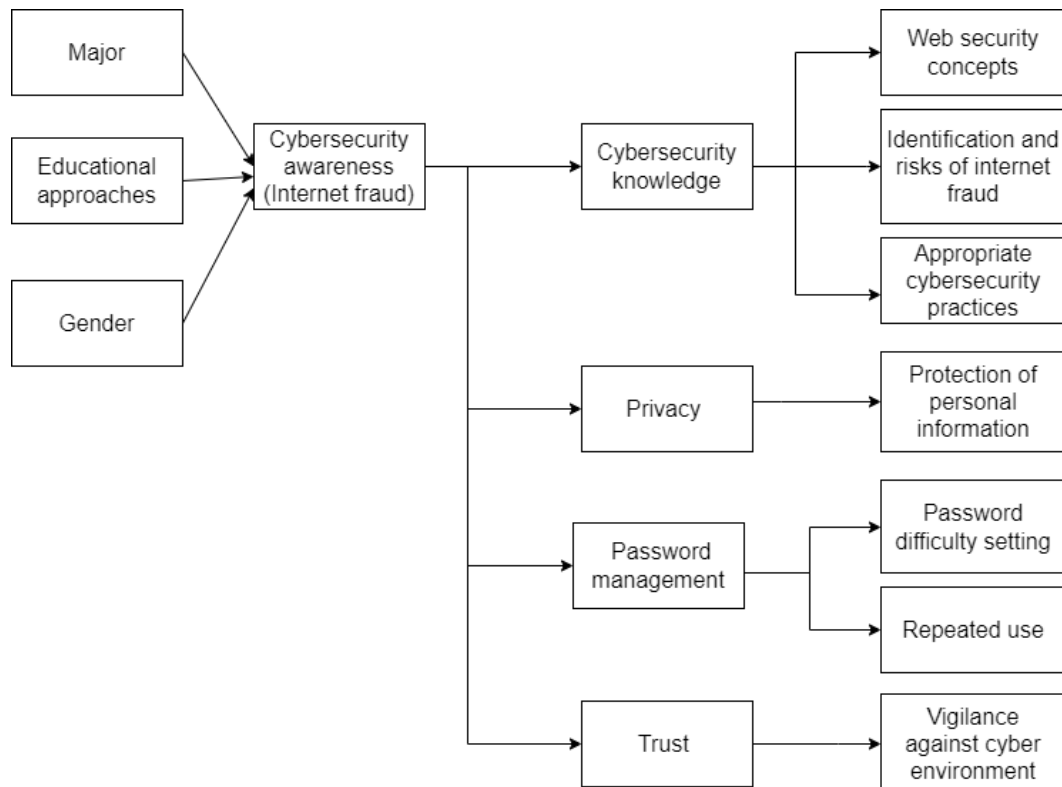 Major
Educational
approaches
Gender
Cybersecurity
awareness
(Internet fraud)
Cybersecurity
knowledge
Privacy
Password
management
Trust
Web security
concepts
Identification and
risks of internet
fraud
Appropriate
cybersecurity
practices
Protection of
personal
information
Password
difficulty setting
Repeated use
Vigilance
against cyber
environment